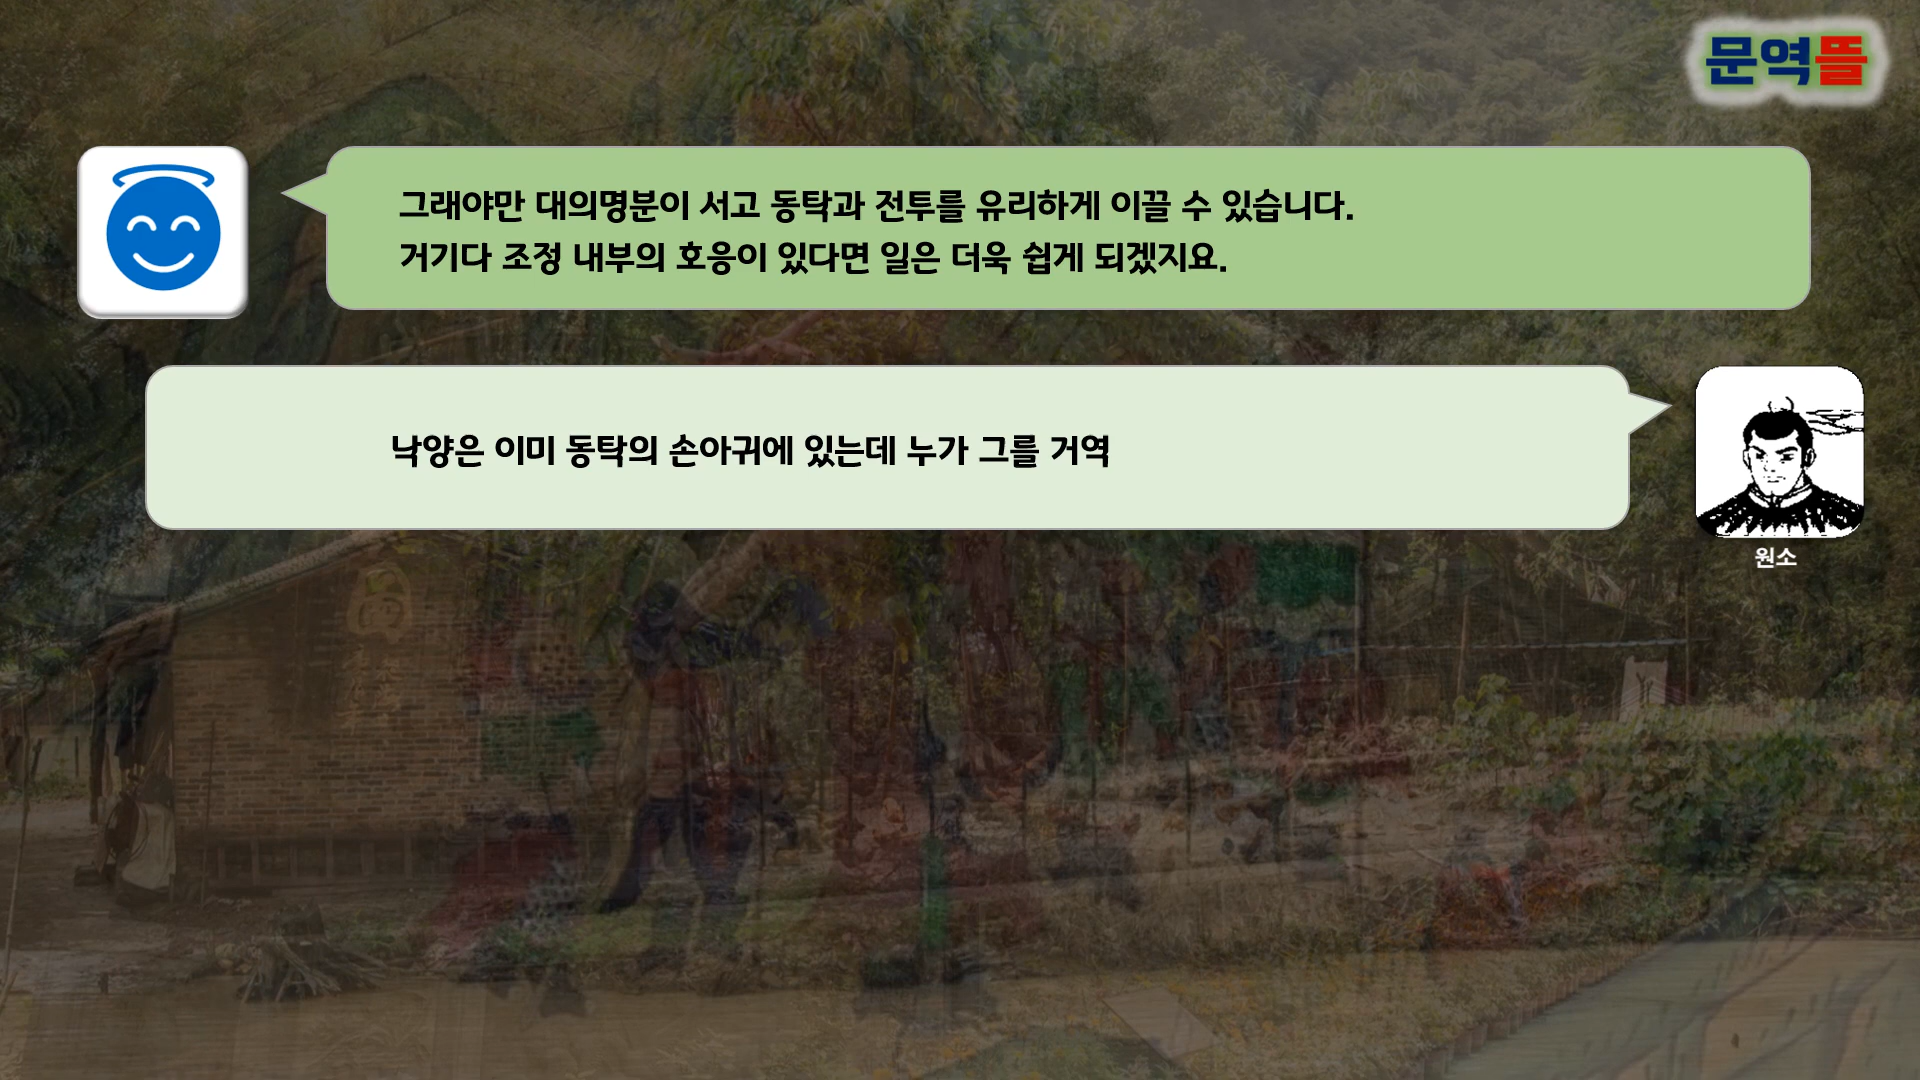 문역뜰
그래야만 대의명분이 서고 동탁과 전투를 유리하게 이끌 수 있습니다.
거기다 조정 내부의 호응이 있다면 일은 더욱 쉽게 되겠지요.
낙양은 이미 동탁의 손아귀에 있는데 누가 그를 거역
원소